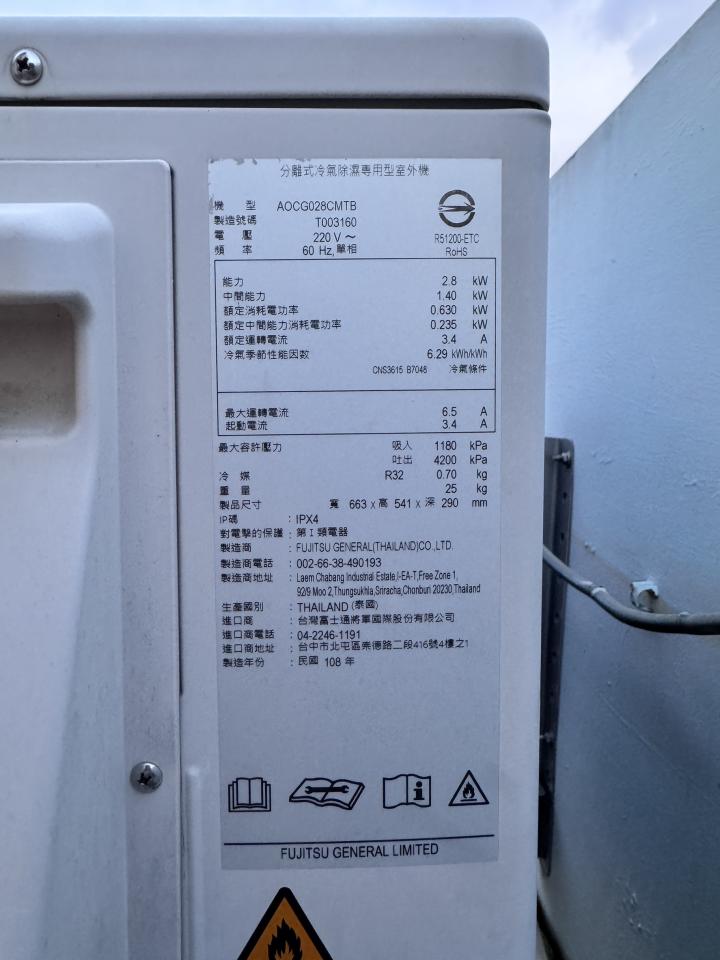 分離式冷氣除濕專用型室外機
機 型 AOCG028CMTB
製造號碼 T003160
電 壓 220 V ~
頻 率 60 Hz, 單相
R51200-ETC
RoHS
能力 2.8 kW
中間能力 1.40 kW
額定消耗電功率 0.630 kW
額定中間能力消耗電功率 0.235 kW
額定運轉電流 3.4 A
冷氣季節性能因數 6.29 kWh/kWh
CNS3615 B7048 冷氣條件
最大運轉電流 6.5 A
起動電流 3.4 A
最大容許壓力 吸入 1180 kPa
吐出 4200 kPa
冷 媒 R32 0.70 kg
重 量 25 kg
製品尺寸 寬 663 x 高 541 x 深 290 mm
IP碼 : IPX4
對電擊的保護 : 第 I 類電器
製造商 : FUJITSU GENERAL(THAILAND)CO.,LTD.
製造商電話 : 002-66-38-490193
製造商地址 : Laem Chabang Industrial Estate,I-EA-T,Free Zone 1,
92/9 Moo 2,Thungsukhla,Sriracha,Chonburi 20230,Thailand
生產國別 : THAILAND (泰國)
進口商 : 台灣富士通將軍國際股份有限公司
進口商電話 : 04-2246-1191
進口商地址 : 台中市北屯區崇德路二段416號4樓之1
製造年份 : 民國 108 年
FUJITSU GENERAL LIMITED